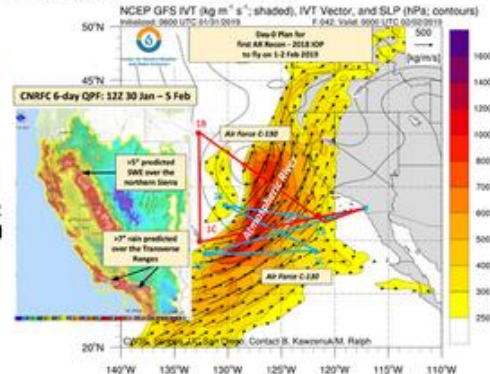 NCEP GFS IVT (kg m⁻¹ s⁻¹; shaded), IVT Vector, and SLP (hPa; contours)
Initialized: 0600 UTC 01/31/2019
F 042: Valid: 0000 UTC 02/02/2019
50°N
Day-0 Plan for
first AR Recon - 2018 IOP
to fly on 1-2 Feb 2019
500
[kg/m/s]
45°N
CNRFC 6-day QPF: 12Z 30 Jan – 5 Feb
1600
1400
1200
1000
800
700
600
500
400
300
250
1B
Air Force C-130
>5" predicted
SWE over the
northern Sierra
Atmospheric River
1C
>7" rain predicted
over the Transverse
Ranges
Air Force C-130
20°N
UC San Diego, Contact B. Kawzenuk/M. Ralph
140°W
135°W
130°W
125°W
120°W
115°W
110°W